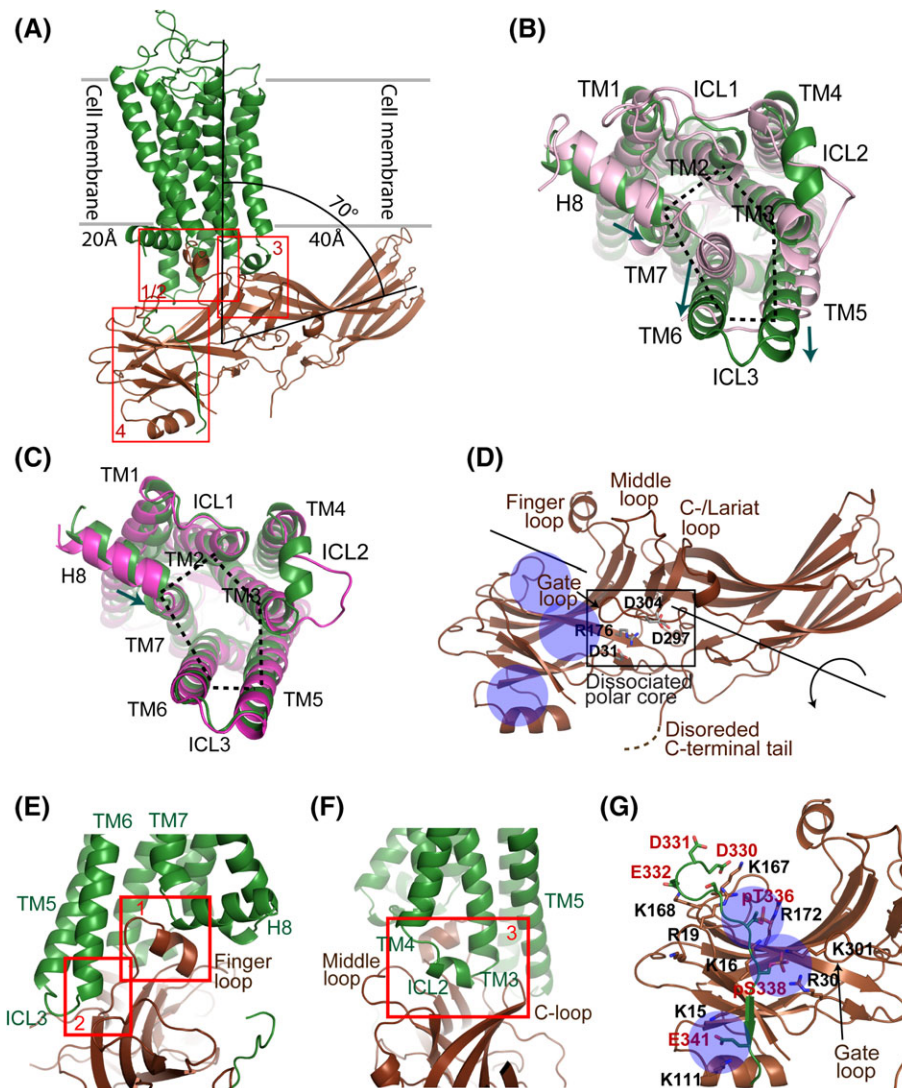 (A)
Cell membrane
Cell membrane
70°
20Å
40Å
1/2
3
4
(B)
TM1
ICL1
TM4
ICL2
TM2
H8
TM3
TM7
TM5
TM6
ICL3
(C)
TM1
ICL1
TM4
ICL2
H8
TM2
TM3
TM7
TM6
TM5
ICL3
(D)
Middle
loop
Finger
loop
C-/Lariat
loop
Gate
loop
D304
R176
D297
D31
Dissociated
polar core
Disoreded
C-terminal tail
(E)
TM6
TM7
TM5
1
H8
Finger
loop
ICL3
2
(F)
TM5
3
TM4
Middle
loop
ICL2
TM3
C-loop
(G)
D331
D330
E332
K167
pT336
K168
R172
R19
K301
K16
pS338
R30
K15
E341
Gate
loop
K111